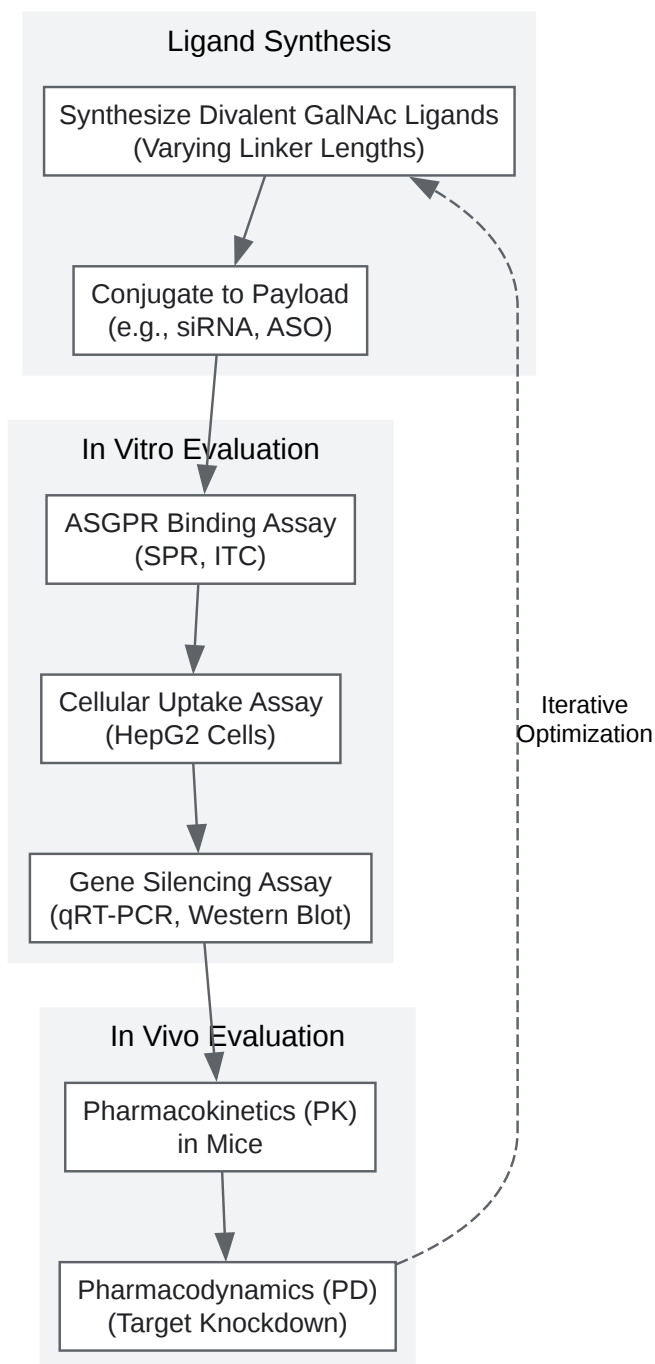 Ligand Synthesis
Synthesize Divalent GalNAc Ligands
(Varying Linker Lengths)
Conjugate to Payload
(e.g., siRNA, ASO)
In Vitro Evaluation
ASGPR Binding Assay
(SPR, ITC)
Cellular Uptake Assay
(HepG2 Cells)
Iterative
Optimization
Gene Silencing Assay
(qRT-PCR, Western Blot)
In Vivo Evaluation
Pharmacokinetics (PK)
in Mice
Pharmacodynamics (PD)
(Target Knockdown)